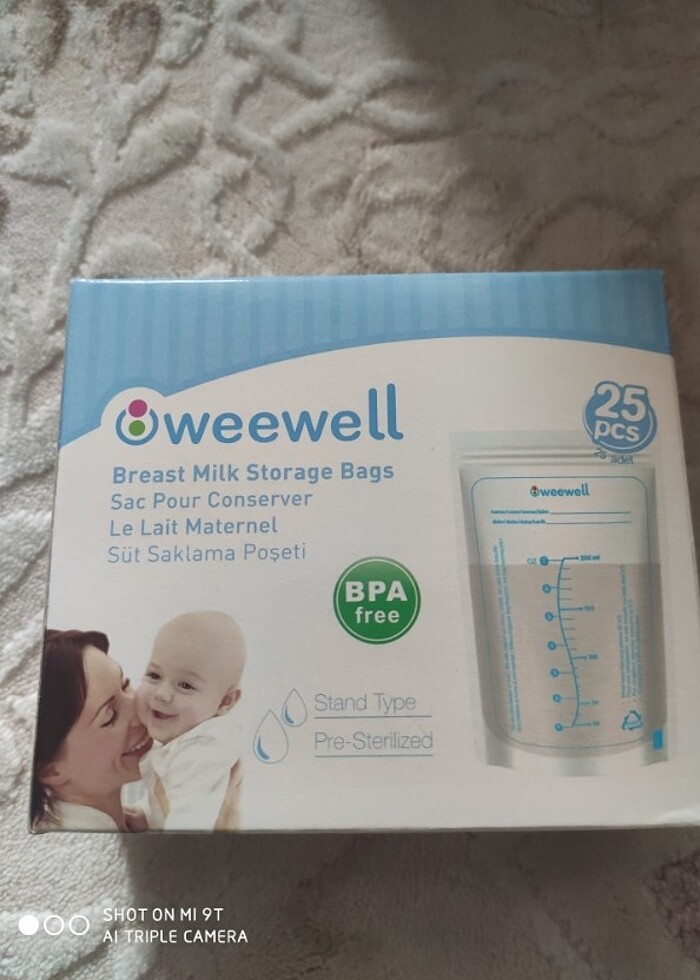 weewell
25
pcs
25 adet
Breast Milk Storage Bags
Sac Pour Conserver
Le Lait Maternel
Süt Saklama Poşeti
BPA
free
Stand Type
Pre-Sterilized
weewell
oz
200 ml
SHOT ON MI 9T
AI TRIPLE CAMERA